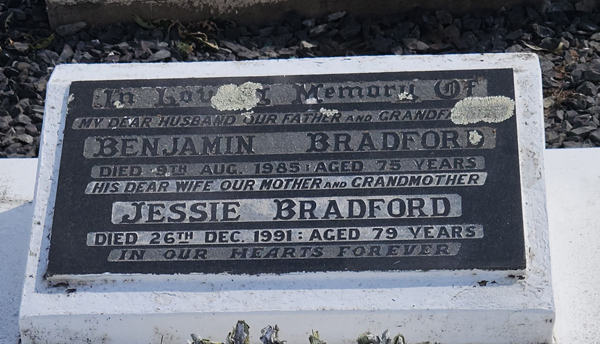 In Loving Memory Of
MY DEAR HUSBAND OUR FATHER AND GRANDFATHER
BENJAMIN BRADFORD
DIED 9TH AUG. 1985 : AGED 75 YEARS
HIS DEAR WIFE OUR MOTHER AND GRANDMOTHER
JESSIE BRADFORD
DIED 26TH DEC. 1991 : AGED 79 YEARS
IN OUR HEARTS FOREVER